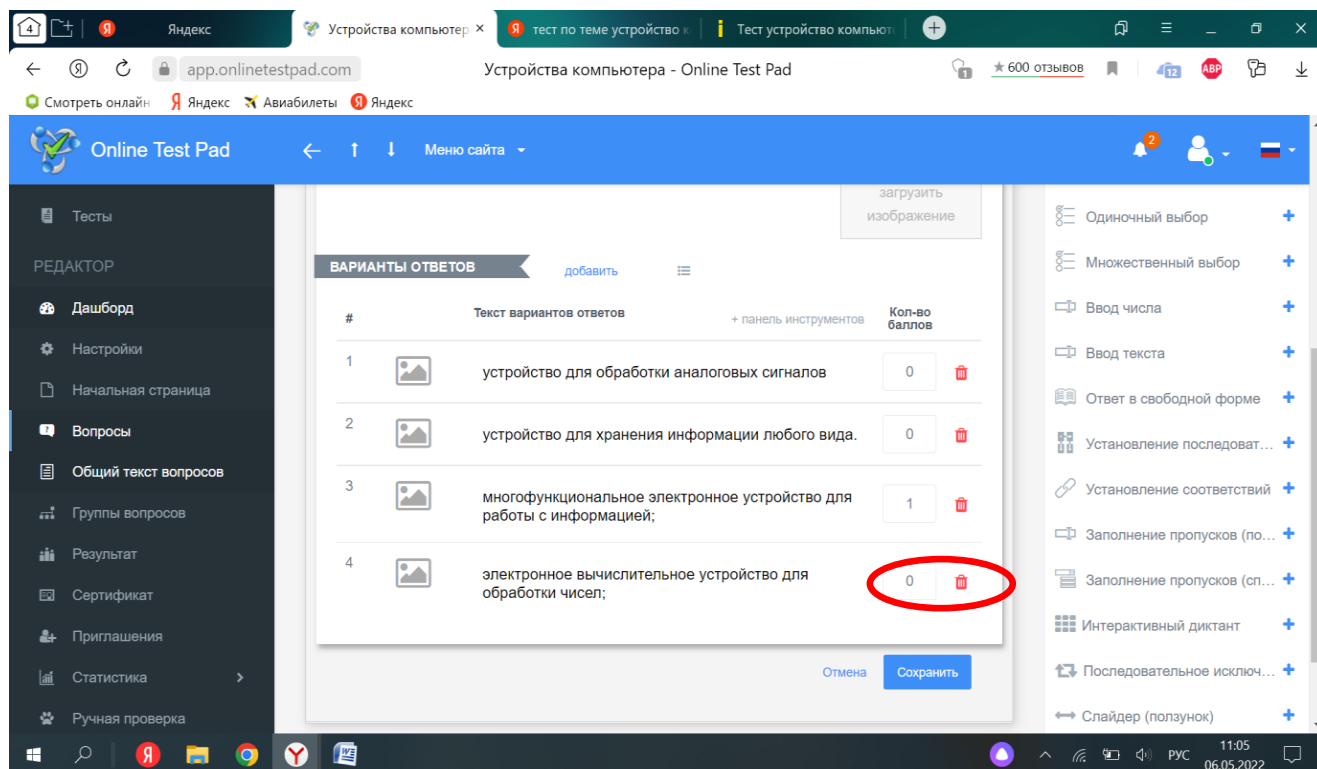 4
Яндекс
Устройства компьютер
тест по теме устройство к
Тест устройство компьюто
app.onlinetestpad.com
Устройства компьютера - Online Test Pad
1
★ 600 отзывов
12
ABP
Смотреть онлайн
Яндекс
Авиабилеты
Яндекс
Online Test Pad
Меню сайта
2
Тесты
РЕДАКТОР
Дашборд
Настройки
Начальная страница
Вопросы
Общий текст вопросов
Группы вопросов
Результат
Сертификат
Приглашения
Статистика
Ручная проверка
загрузить
изображение
ВАРИАНТЫ ОТВЕТОВ
добавить
#
Текст вариантов ответов
+ панель инструментов
Кол-во
баллов
1
устройство для обработки аналоговых сигналов
0
2
устройство для хранения информации любого вида.
0
3
многофункциональное электронное устройство для
работы с информацией;
1
4
электронное вычислительное устройство для
обработки чисел;
0
Отмена
Сохранить
Одиночный выбор
Множественный выбор
Ввод числа
Ввод текста
Ответ в свободной форме
Установление последоват...
Установление соответствий
Заполнение пропусков (по...
Заполнение пропусков (сп...
Интерактивный диктант
Последовательное исключ...
Слайдер (ползунок)
РУС
11:05
06.05.2022